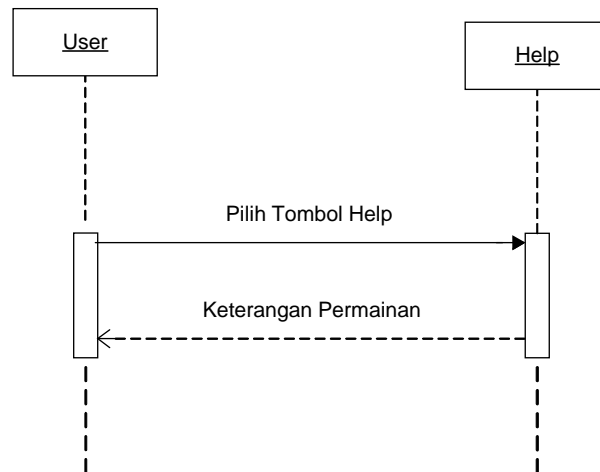 User
Help
Pilih Tombol Help
Keterangan Permainan